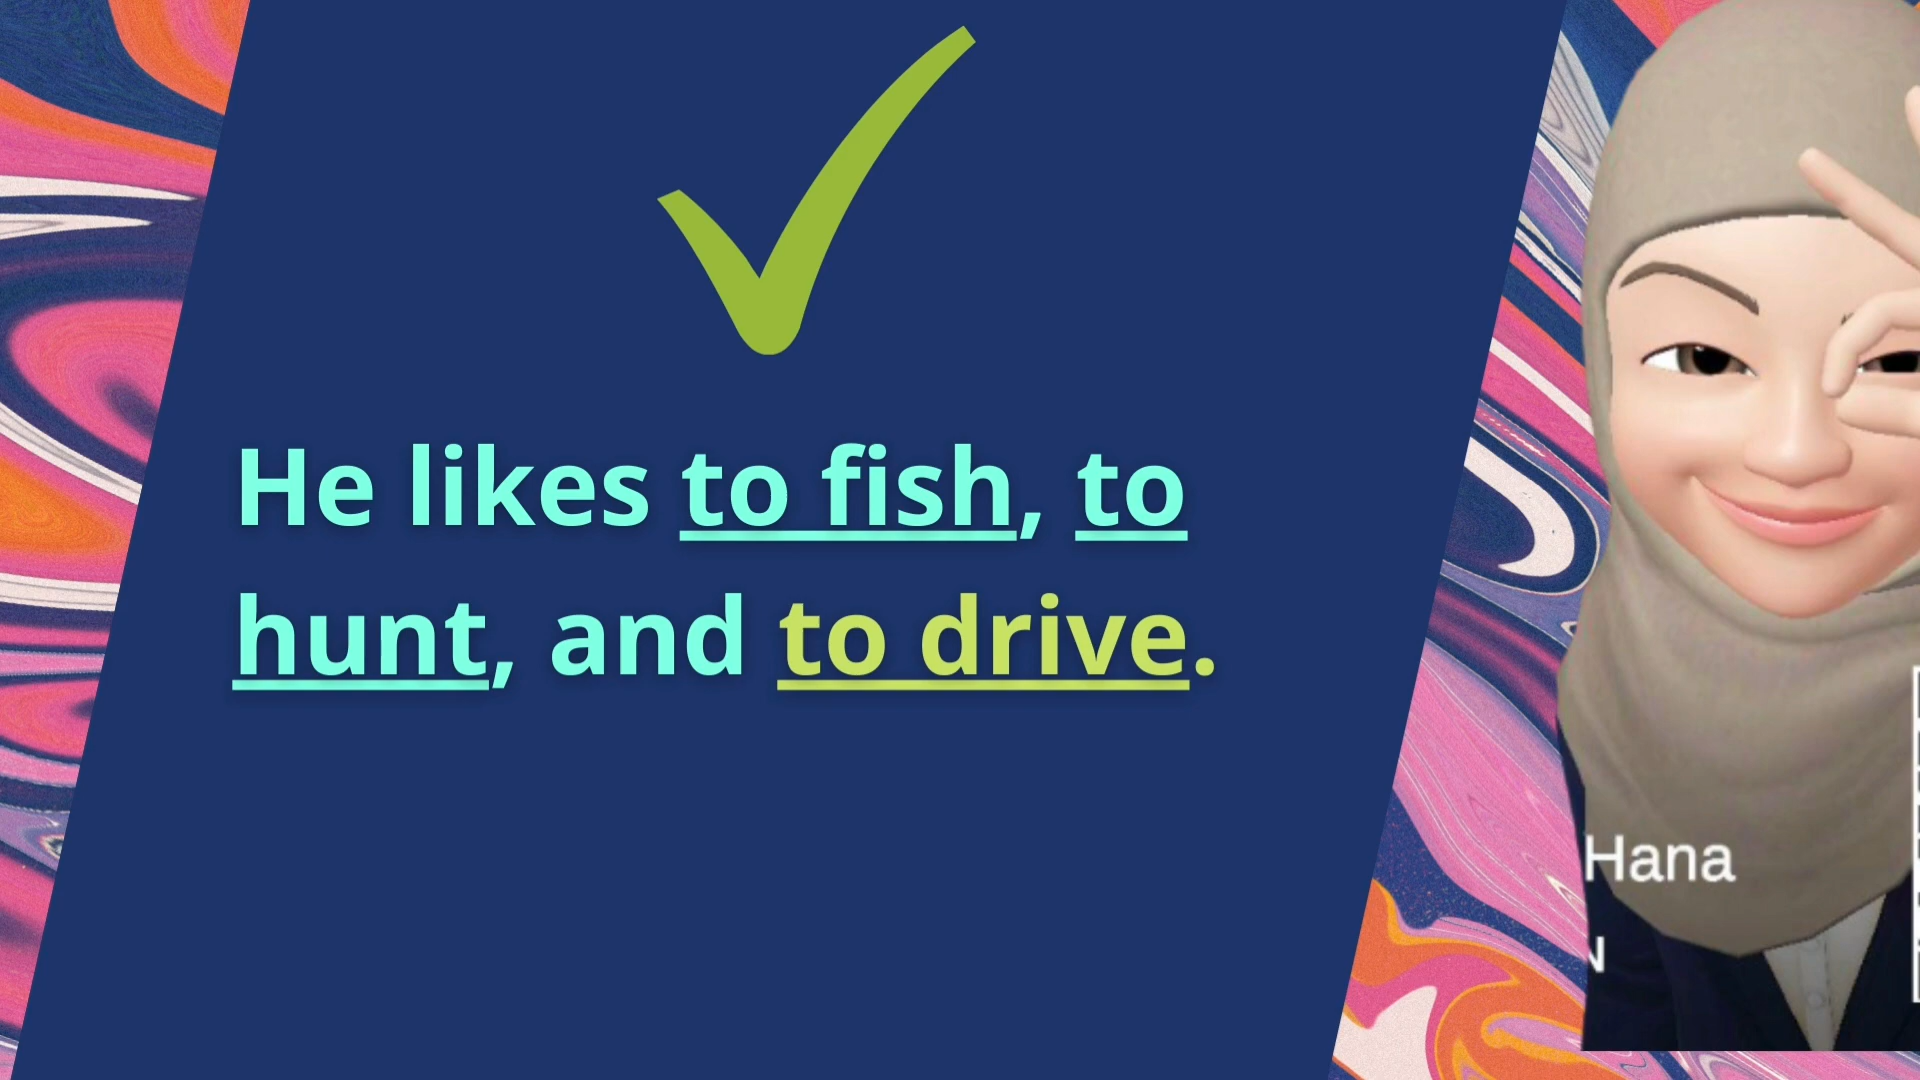 He likes to fish, to
hunt, and to drive.
Hana
N